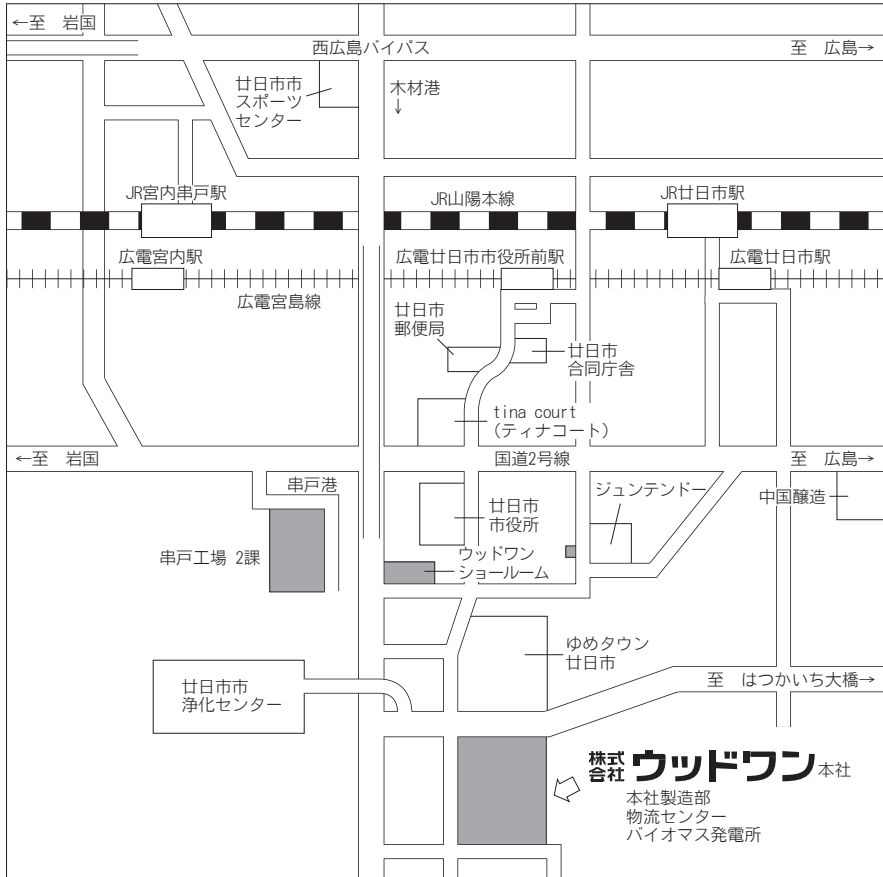 ←至 岩国
西広島バイパス
至 広島→
廿日市市
スポーツ
センター
木材港
↓
JR宮内串戸駅
JR山陽本線
JR廿日市駅
広電宮内駅
広電廿日市市役所前駅
広電廿日市駅
広電宮島線
廿日市
郵便局
廿日市
合同庁舎
tina court
(ティナコート)
←至 岩国
国道2号線
至 広島→
串戸港
廿日市
市役所
ジュンテンドー
中国醸造
串戸工場 2課
ウッドワン
ショールーム
ゆめタウン
廿日市
廿日市市
浄化センター
至 はつかいち大橋→
株式会社 ウッドワン 本社
本社製造部
物流センター
バイオマス発電所